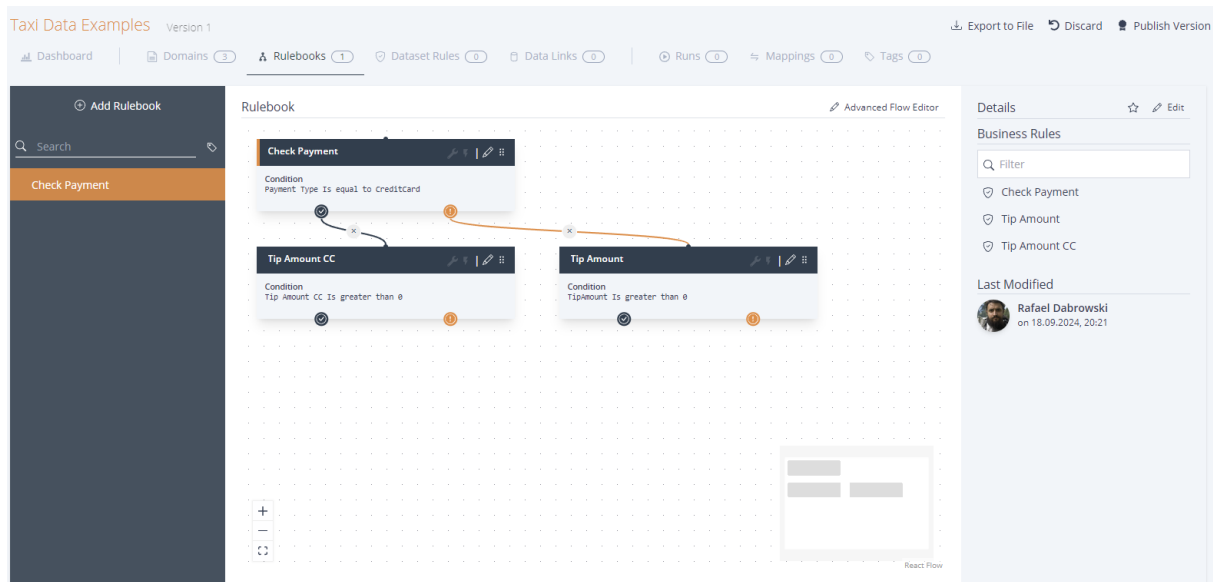 Taxi Data Examples Version 1
Export to File Discard Publish Version
Dashboard Domains 3 Rulebooks 1 Dataset Rules 0 Data Links 0 Runs 0 Mappings 0 Tags 0
Add Rulebook
Search
Check Payment
Rulebook
Advanced Flow Editor
Check Payment
Condition
Payment Type Is equal to CreditCard
Tip Amount CC
Condition
Tip Amount CC Is greater than 0
Tip Amount
Condition
TipAmount Is greater than 0
React Flow
Details
Edit
Business Rules
Filter
Check Payment
Tip Amount
Tip Amount CC
Last Modified
Rafael Dabrowski
on 18.09.2024, 20:21